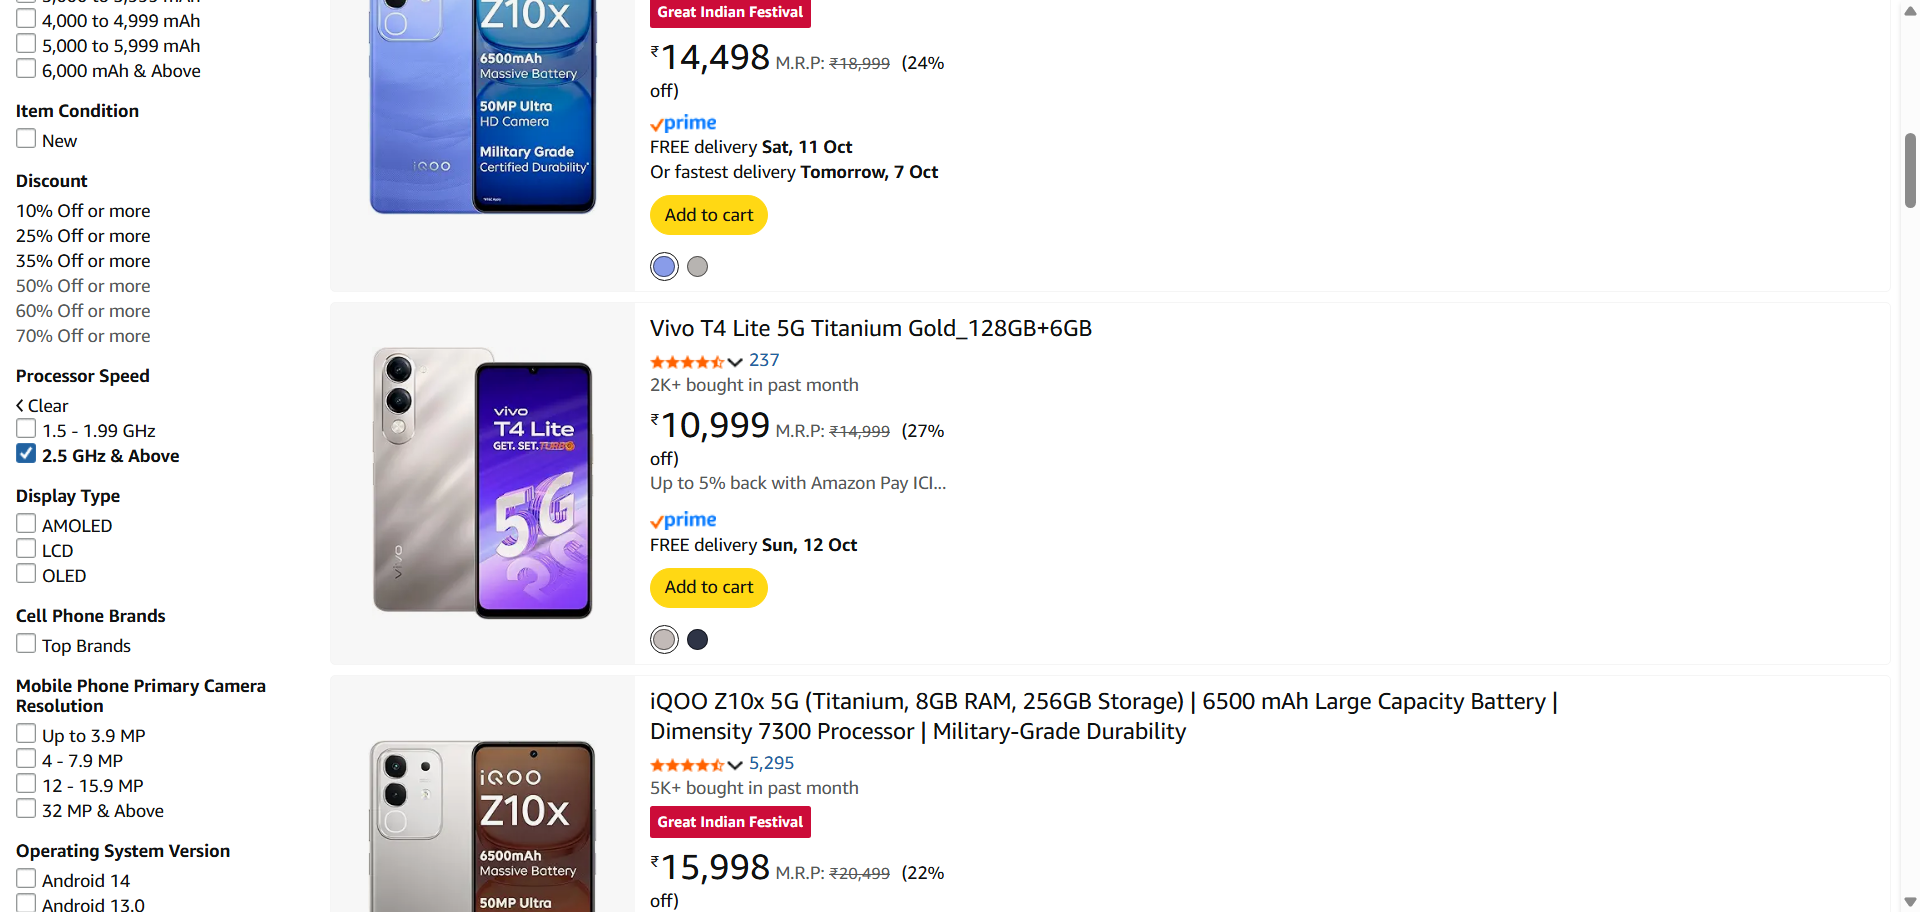 4,000 to 4,999 mAh
5,000 to 5,999 mAh
6,000 mAh & Above
Item Condition
New
Discount
10% Off or more
25% Off or more
35% Off or more
50% Off or more
60% Off or more
70% Off or more
Processor Speed
Clear
1.5 - 1.99 GHz
2.5 GHz & Above
Display Type
AMOLED
LCD
OLED
Cell Phone Brands
Top Brands
Mobile Phone Primary Camera
Resolution
Up to 3.9 MP
4 - 7.9 MP
12 - 15.9 MP
32 MP & Above
Operating System Version
Android 14
Android 13.0
Z10x
6500mAh
Massive Battery
50MP Ultra
HD Camera
Military Grade
Certified Durability*
iQOO
Great Indian Festival
₹14,498 M.R.P: ₹18,999 (24%
off)
prime
FREE delivery Sat, 11 Oct
Or fastest delivery Tomorrow, 7 Oct
Add to cart
vivo
T4 Lite
GET. SET. TURBO
5G
vivo
Vivo T4 Lite 5G Titanium Gold_128GB+6GB
237
2K+ bought in past month
₹10,999 M.R.P: ₹14,999 (27%
off)
Up to 5% back with Amazon Pay ICI...
prime
FREE delivery Sun, 12 Oct
Add to cart
iQOO
Z10x
6500mAh
Massive Battery
50MP Ultra
iQOO Z10x 5G (Titanium, 8GB RAM, 256GB Storage) | 6500 mAh Large Capacity Battery |
Dimensity 7300 Processor | Military-Grade Durability
5,295
5K+ bought in past month
Great Indian Festival
₹15,998 M.R.P: ₹20,499 (22%
off)